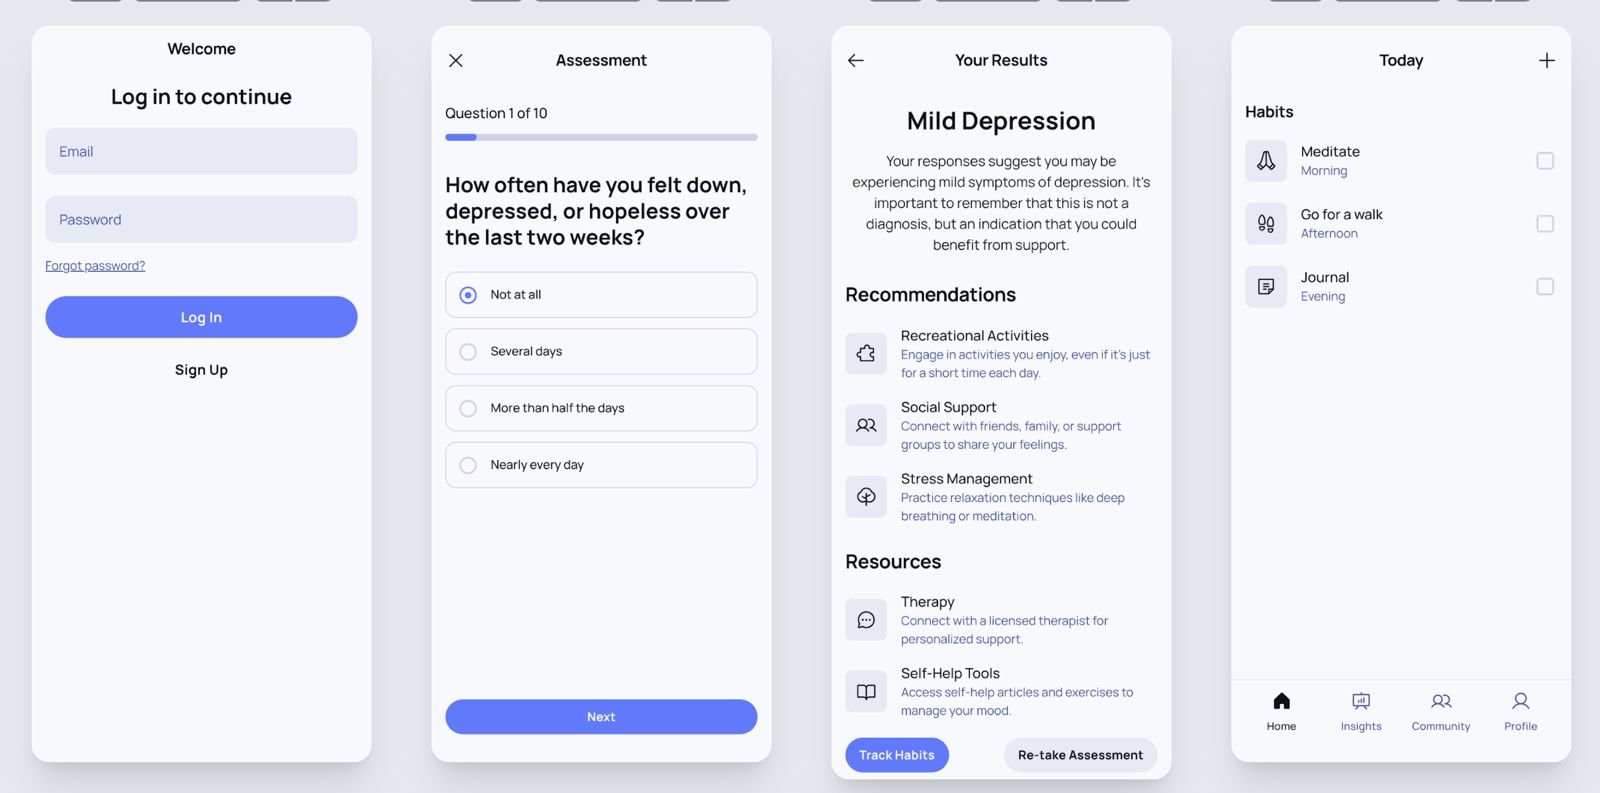 Welcome
Log in to continue
Email
Password
Forgot password?
Log In
Sign Up
Assessment
Question 1 of 10
How often have you felt down,
depressed, or hopeless over
the last two weeks?
Not at all
Several days
More than half the days
Nearly every day
Next
Your Results
Mild Depression
Your responses suggest you may be
experiencing mild symptoms of depression. It's
important to remember that this is not a
diagnosis, but an indication that you could
benefit from support.
Recommendations
Recreational Activities
Engage in activities you enjoy, even if it's just
for a short time each day.
Social Support
Connect with friends, family, or support
groups to share your feelings.
Stress Management
Practice relaxation techniques like deep
breathing or meditation.
Resources
Therapy
Connect with a licensed therapist for
personalized support.
Self-Help Tools
Access self-help articles and exercises to
manage your mood.
Track Habits
Re-take Assessment
Today
Habits
Meditate
Morning
Go for a walk
Afternoon
Journal
Evening
Home
Insights
Community
Profile